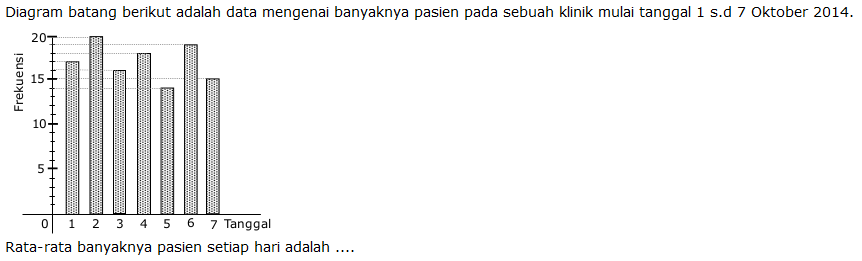 Diagram batang berikut adalah data mengenai banyaknya pasien pada sebuah klinik mulai tanggal 1 s.d 7 Oktober 2014.
Frekuensi
20
15
10
5
0 1 2 3 4 5 6 7 Tanggal
Rata-rata banyaknya pasien setiap hari adalah ....